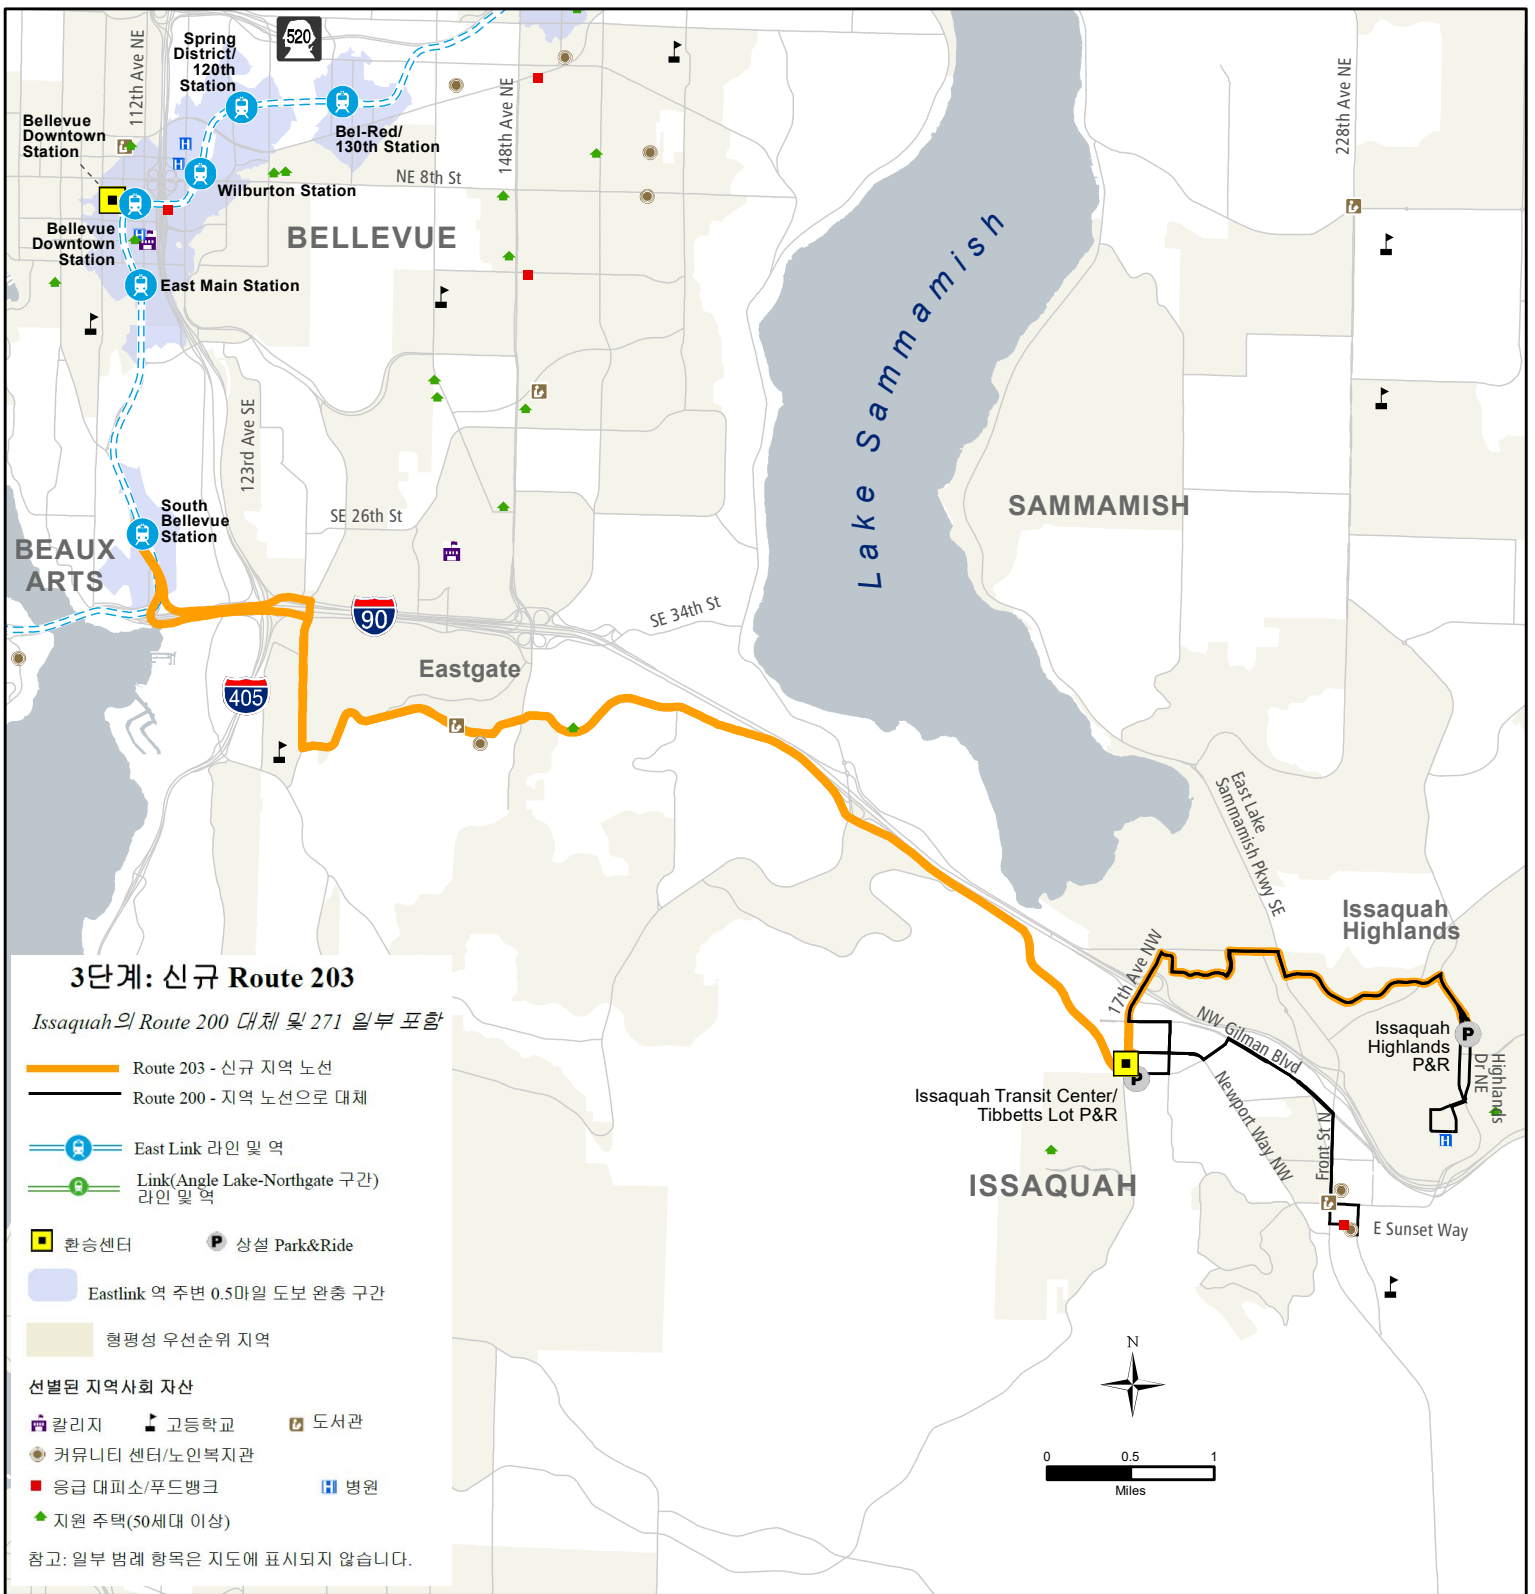 520
112th Ave NE
Spring
District/
120th
Station
Bellevue
Downtown
Station
Bel-Red/
130th Station
148th Ave NE
228th Ave NE
NE 8th St
Wilburton Station
Bellevue
Downtown
Station
BELLEVUE
East Main Station
Lake Sammamish
123rd Ave SE
SE 26th St
South
Bellevue
Station
SAMMAMISH
BEAUX
ARTS
90
SE 34th St
Eastgate
405
East Lake
Sammamish Pkwy SE
Issaquah
Highlands
17th Ave NW
NW Gilman Blvd
Issaquah
Highlands
P&R
P
Highlands
Dr NE
P
Issaquah Transit Center/
Tibbetts Lot P&R
Newport Way NW
Front St N
ISSAQUAH
E Sunset Way
H
H
H
H
3단계: 신규 Route 203
Issaquah의 Route 200 대체 및 271 일부 포함
Route 203 - 신규 지역 노선
Route 200 - 지역 노선으로 대체
East Link 라인 및 역
Link(Angle Lake-Northgate 구간)
라인 및 역
환승센터
P 상설 Park&Ride
Eastlink 역 주변 0.5마일 도보 완충 구간
형평성 우선순위 지역
선별된 지역사회 자산
칼리지
고등학교
도서관
커뮤니티 센터/노인복지관
응급 대피소/푸드뱅크
H 병원
지원 주택(50세대 이상)
참고: 일부 범례 항목은 지도에 표시되지 않습니다.
N
0 0.5 1
Miles